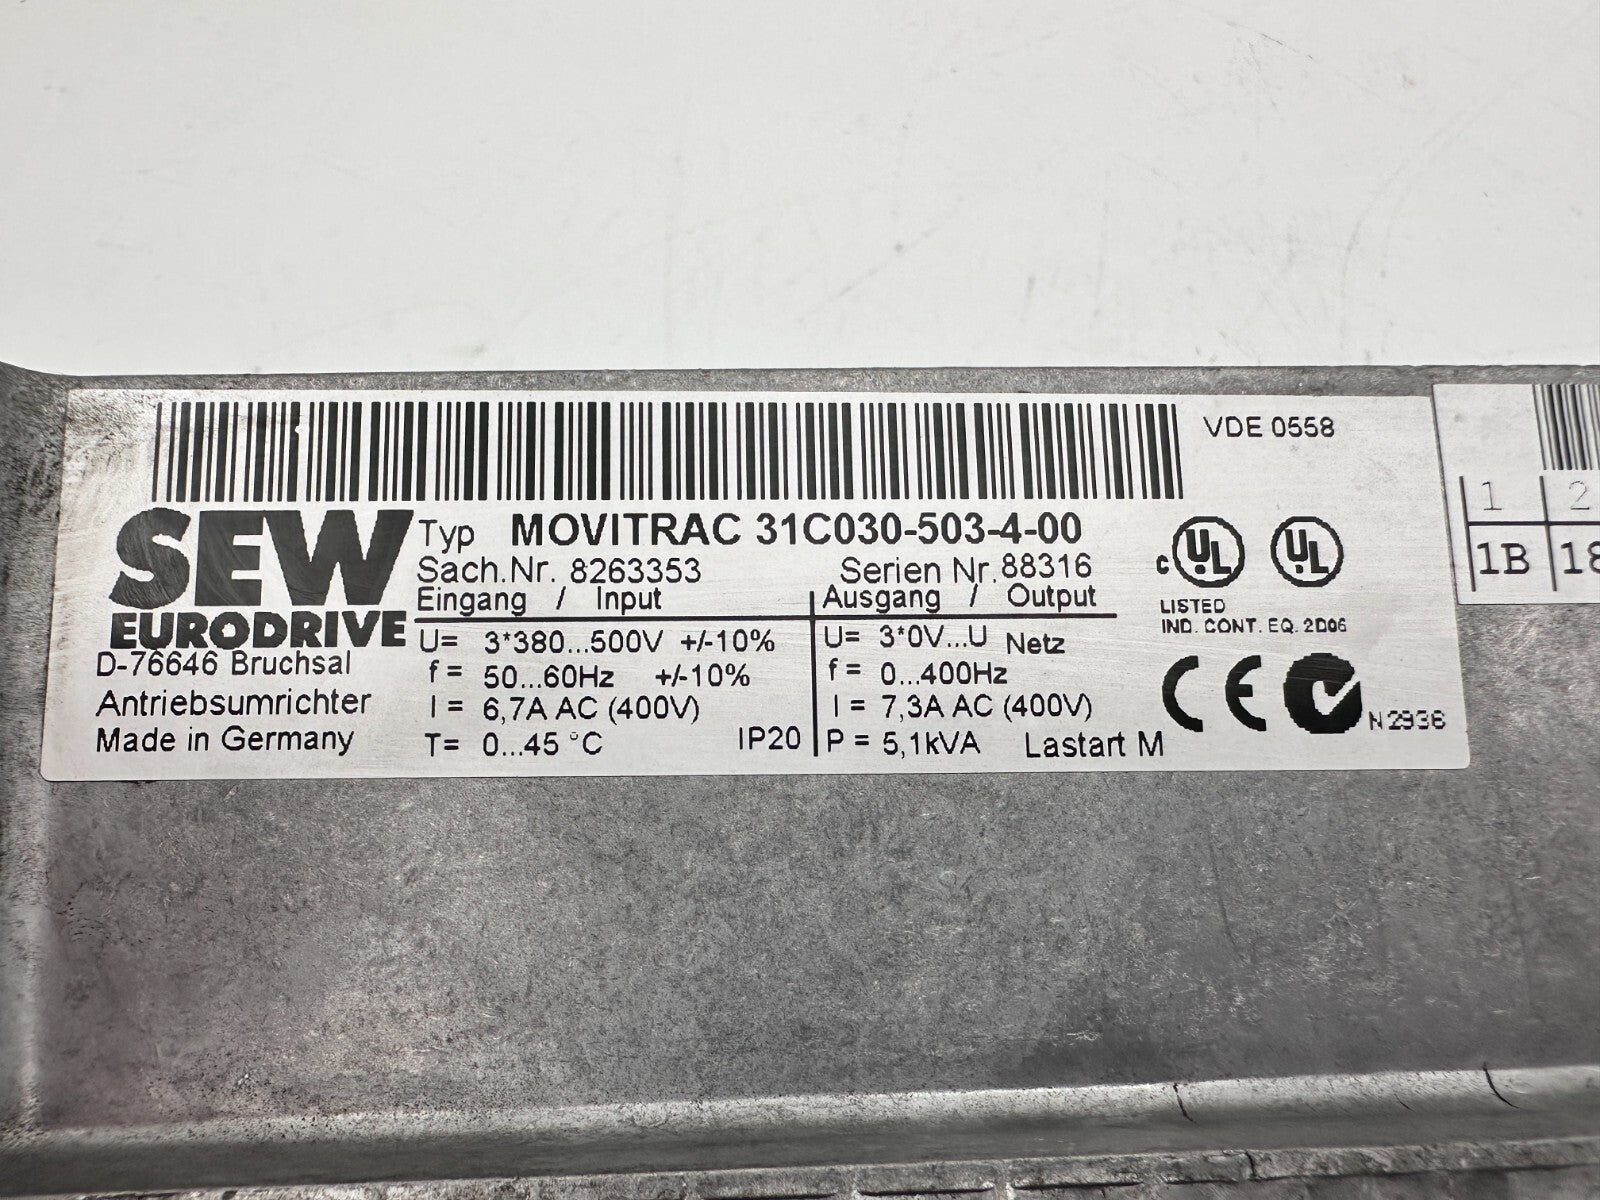 VDE 0558
SEW
EURODRIVE
D-76646 Bruchsal
Antriebsumrichter
Made in Germany
Typ MOVITRAC 31C030-503-4-00
Sach.Nr. 8263353 Serien Nr. 88316
Eingang / Input Ausgang / Output
U= 3*380...500V +/-10% U= 3*0V...U Netz
f = 50...60Hz +/-10% f = 0...400Hz
I = 6,7A AC (400V) I = 7,3A AC (400V)
T= 0...45 °C IP20 P = 5,1kVA Lastart M
c UL UL
LISTED
IND. CONT. EQ. 2D06
CE N2936
1 2
1B 18